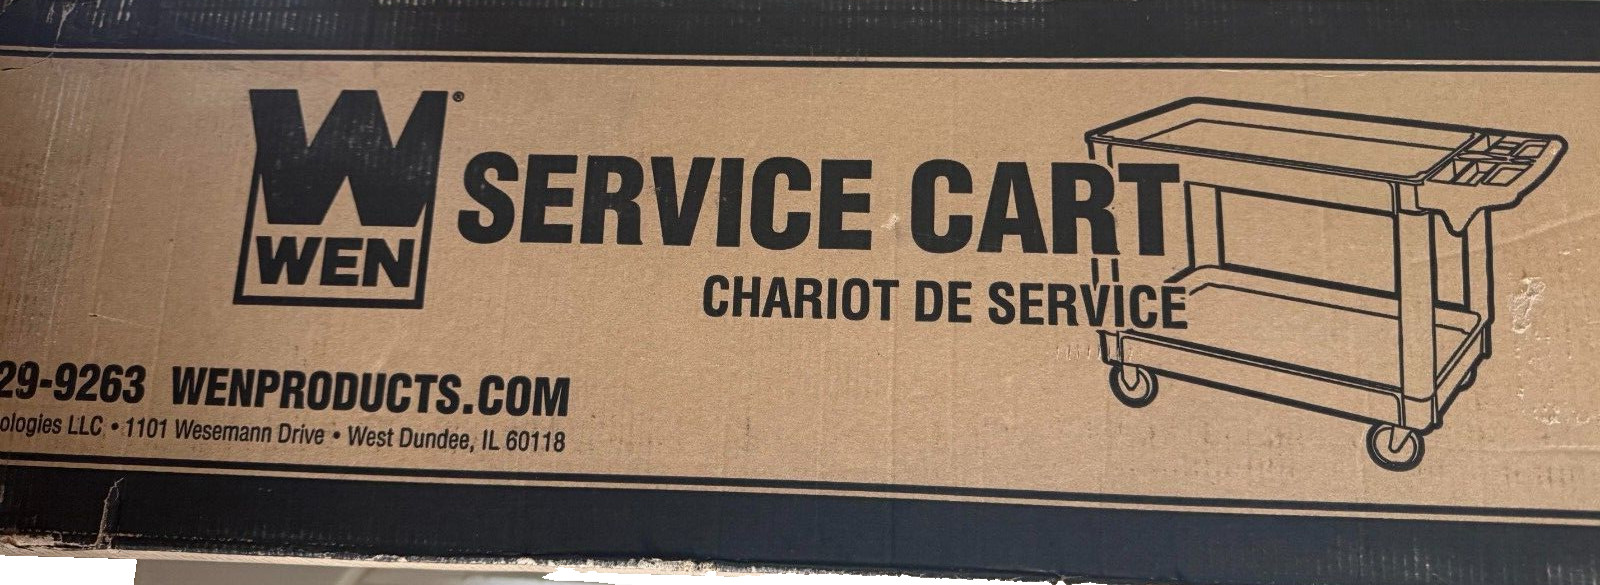 W®
WEN
SERVICE CART
CHARIOT DE SERVICE
29-9263 WENPRODUCTS.COM
ologies LLC • 1101 Wesemann Drive • West Dundee, IL 60118